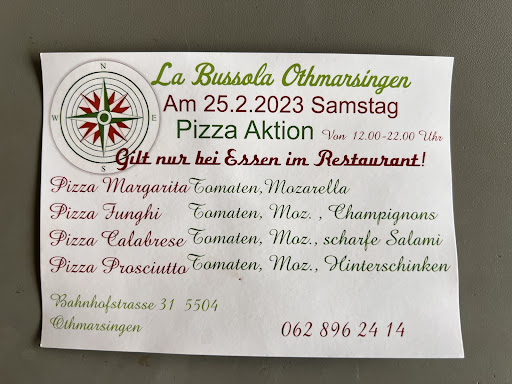 N
W
E
S
La Bussola Othmarsingen
Am 25.2.2023 Samstag
Pizza Aktion Von 12.00-22.00 Uhr
Gilt nur bei Essen im Restaurant!
Pizza Margarita Tomaten, Mozarella
Pizza Funghi Tomaten, Moz. , Champignons
Pizza Calabrese Tomaten, Moz., scharfe Salami
Pizza Prosciutto Tomaten, Moz., Hinterschinken
Bahnhofstrasse 31 5504
Othmarsingen
062 896 24 14